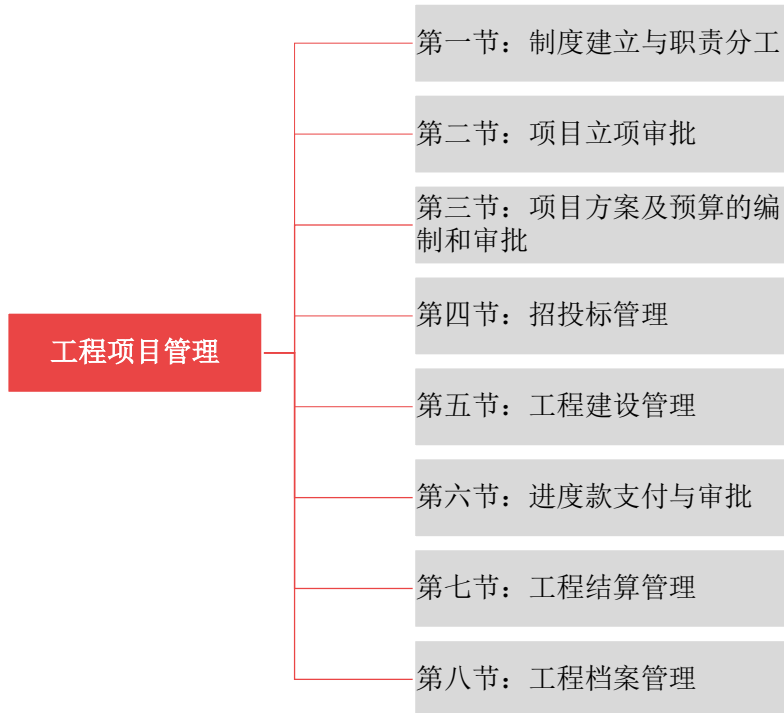 工程项目管理
第一节：制度建立与职责分工
第二节：项目立项审批
第三节：项目方案及预算的编
制和审批
第四节：招投标管理
第五节：工程建设管理
第六节：进度款支付与审批
第七节：工程结算管理
第八节：工程档案管理